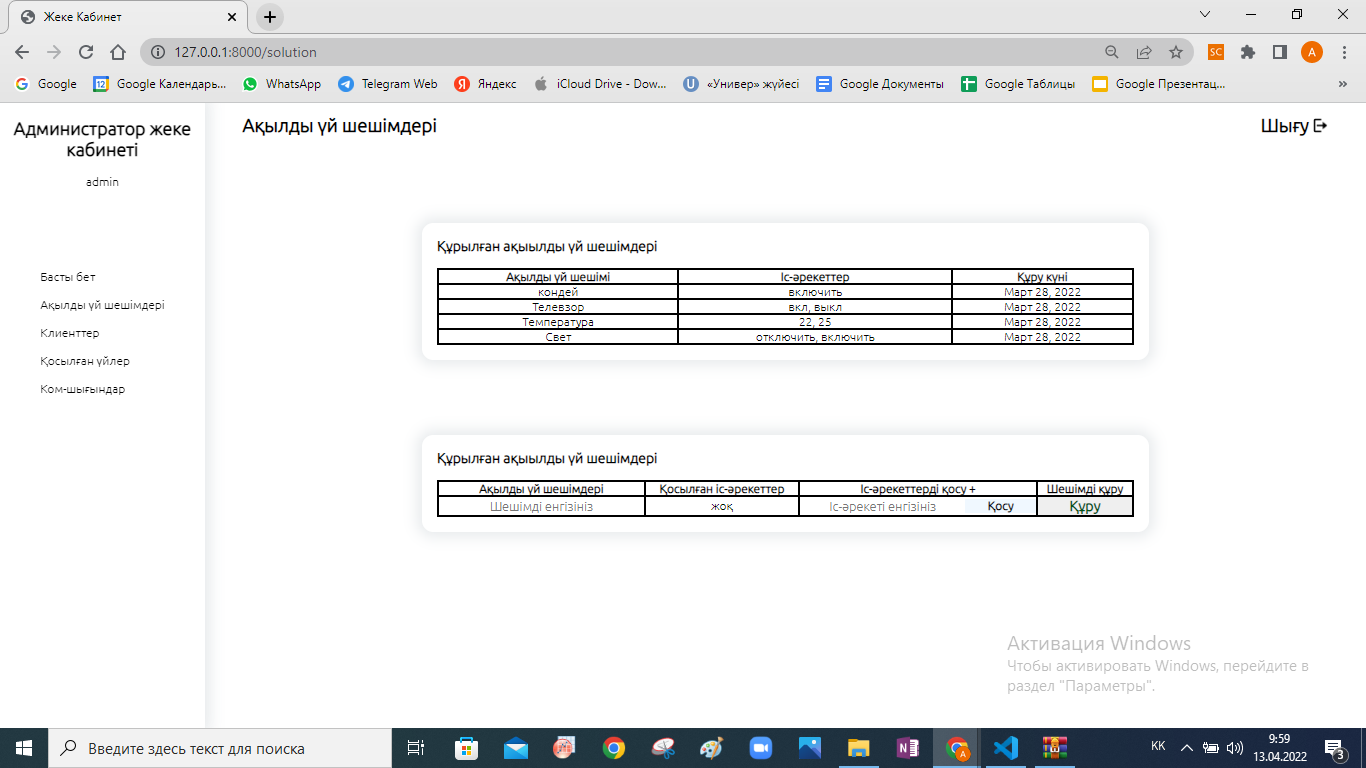 Жеке Кабинет
127.0.0.1:8000/solution
SC
A
Google
12
Google Календарь...
WhatsApp
Telegram Web
Я
Яндекс
iCloud Drive - Dow...
U
«Универ» жүйесі
Google Документы
Google Таблицы
Google Презентац...
»
Администратор жеке
кабинеті
admin
Басты бет
Ақылды үй шешімдері
Клиенттер
Қосылған үйлер
Ком-шығындар
Ақылды үй шешімдері
Шығу
Құрылған ақыылды үй шешімдері
Ақылды үй шешімі Іс-әрекеттер Құру күні
кондей включить Март 28, 2022
Телевзор вкл, выкл Март 28, 2022
Температура 22, 25 Март 28, 2022
Свет отключить, включить Март 28, 2022
Құрылған ақыылды үй шешімдері
Ақылды үй шешімдері Қосылған іс-әрекеттер Іс-әрекеттерді қосу + Шешімді құру
Шешімді енгізініз жоқ Іс-әрекеті енгізініз Қосу Құру
Активация Windows
Чтобы активировать Windows, перейдите в
раздел "Параметры".
Введите здесь текст для поиска
N
A
KK
9:59
13.04.2022
3